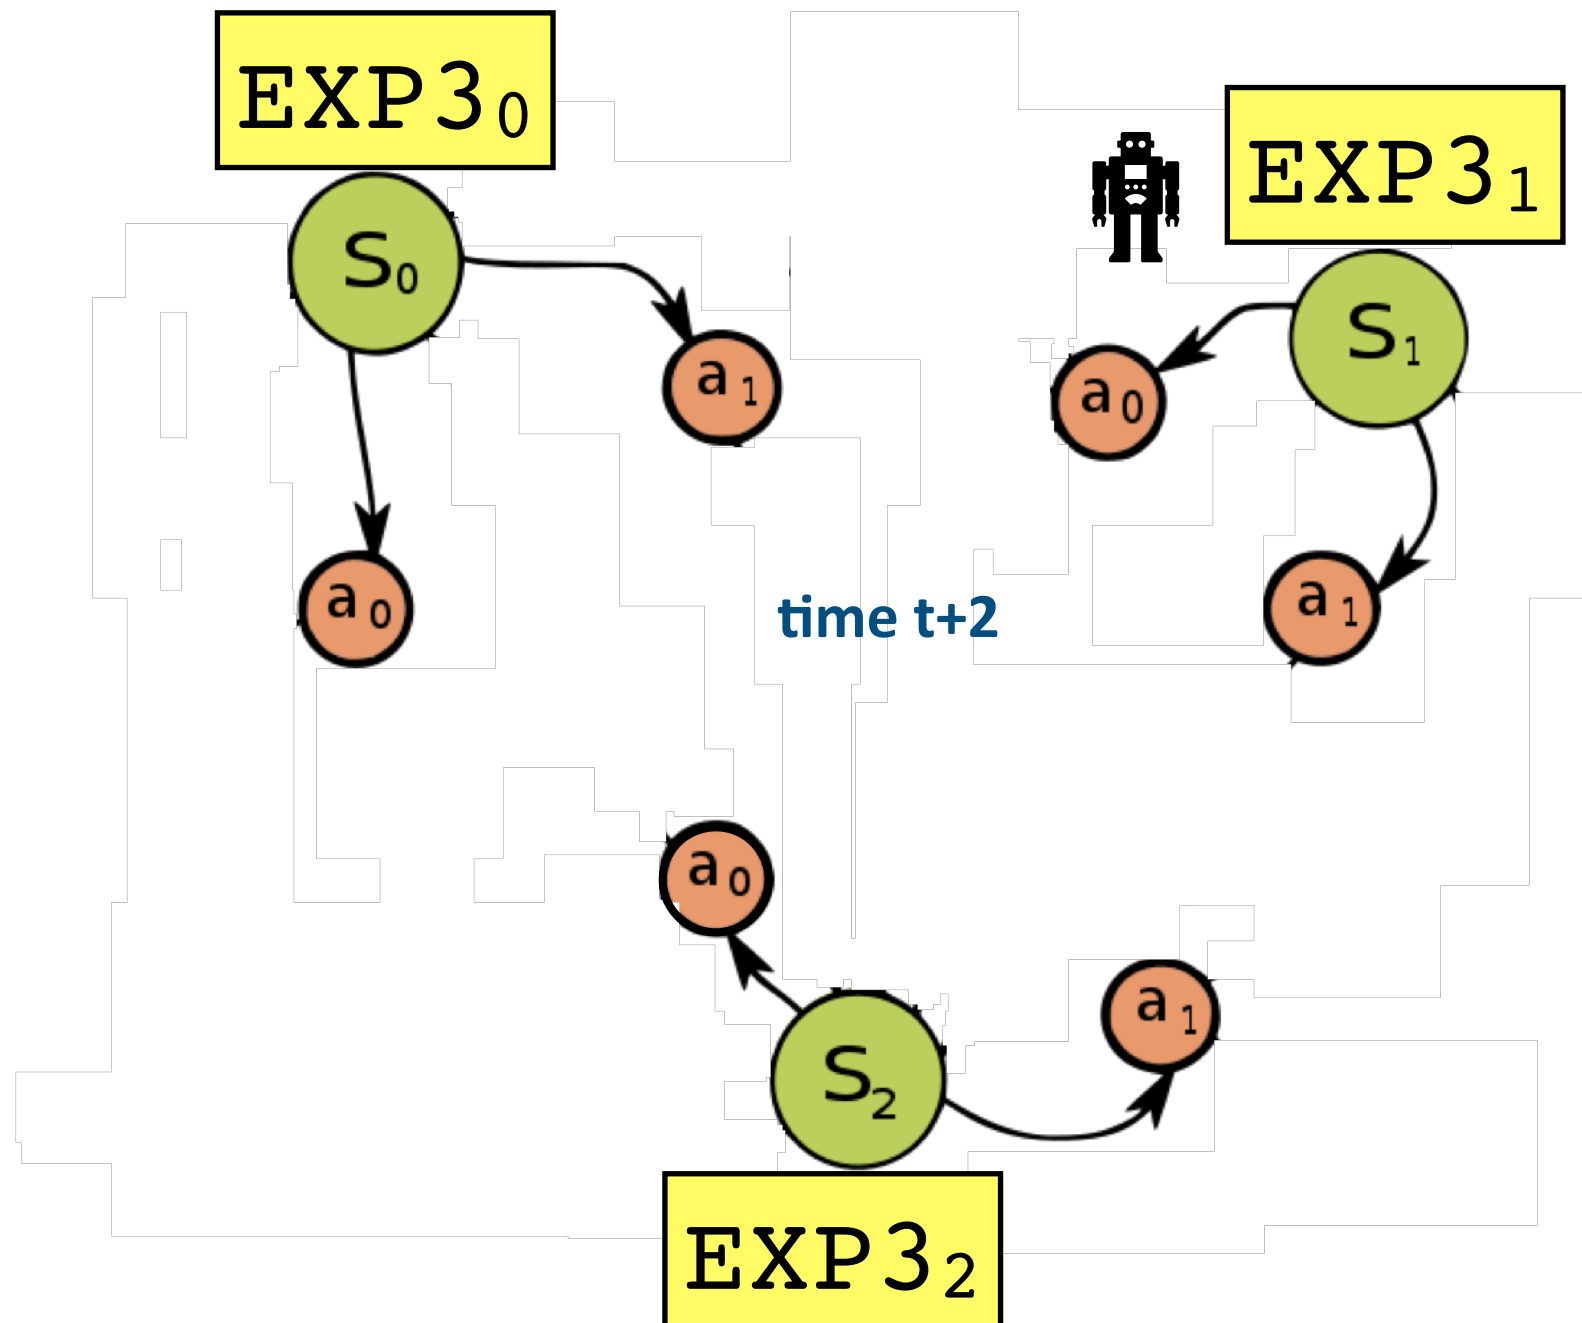 EXP3₀
EXP3₁
S₀
S₁
a₁
a₀
a₀
time t+2
a₁
a₀
a₁
S₂
EXP3₂